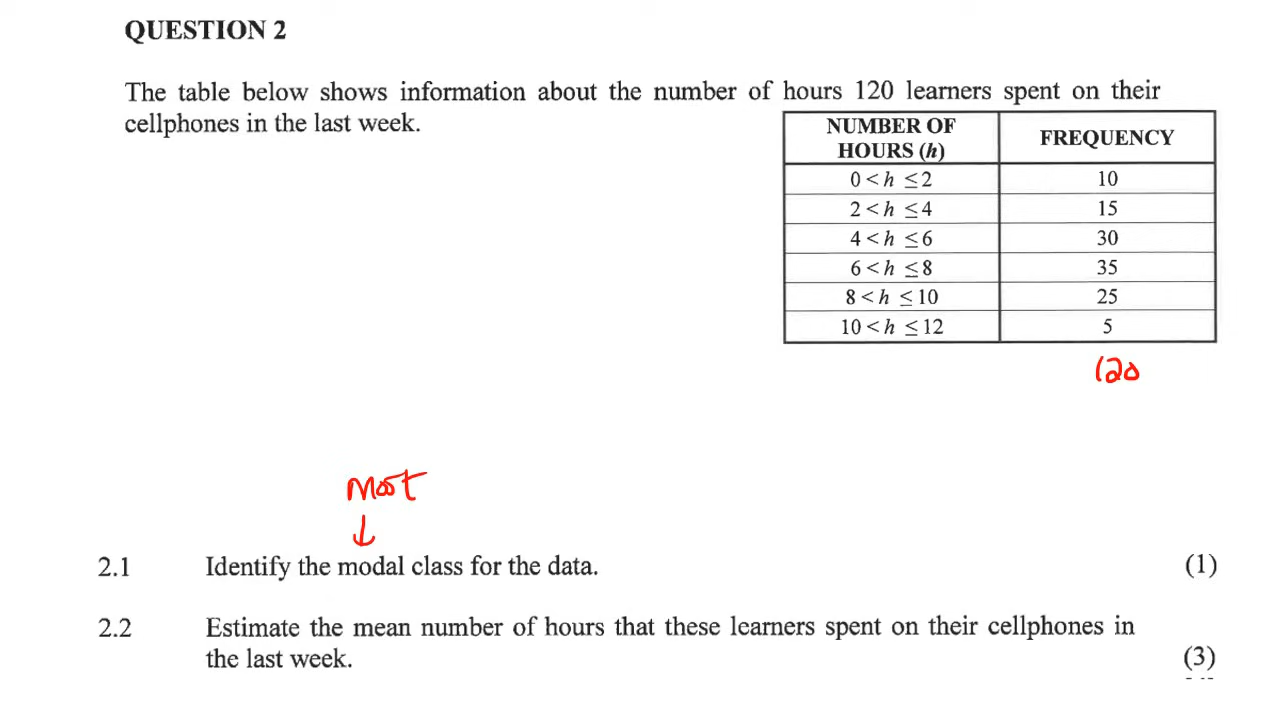 QUESTION 2
The table below shows information about the number of hours 120 learners spent on their
cellphones in the last week.
NUMBER OF HOURS (h) FREQUENCY
0 < h ≤ 2 10
2 < h ≤ 4 15
4 < h ≤ 6 30
6 < h ≤ 8 35
8 < h ≤ 10 25
10 < h ≤ 12 5
120
Most
↓
2.1 Identify the modal class for the data. (1)
2.2 Estimate the mean number of hours that these learners spent on their cellphones in
the last week. (3)